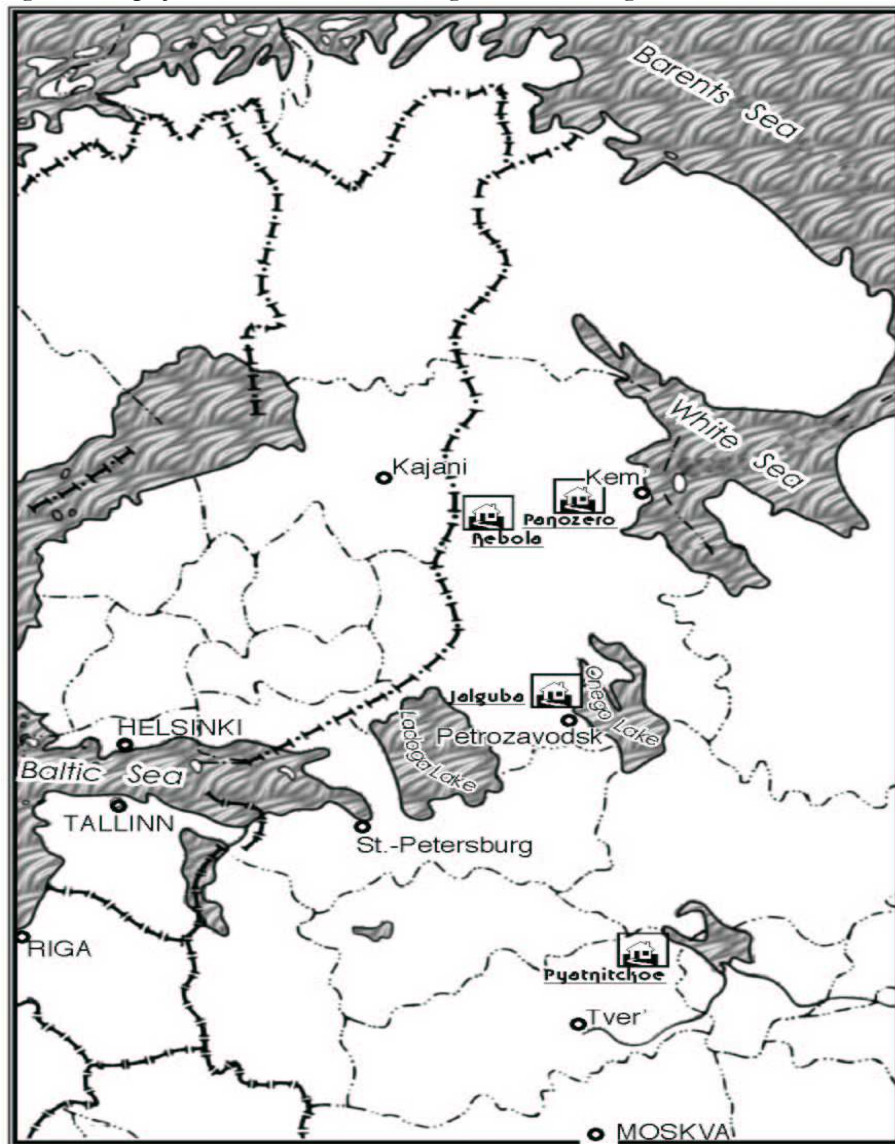 Barents Sea
White Sea
Kajani
Kem'
Panozero
Rebola
Jalguba
Onego Lake
Petrozavodsk
Ladoga Lake
HELSINKI
Baltic Sea
TALLINN
St.-Petersburg
RIGA
Pyatnitckoe
Tver'
MOSKVA